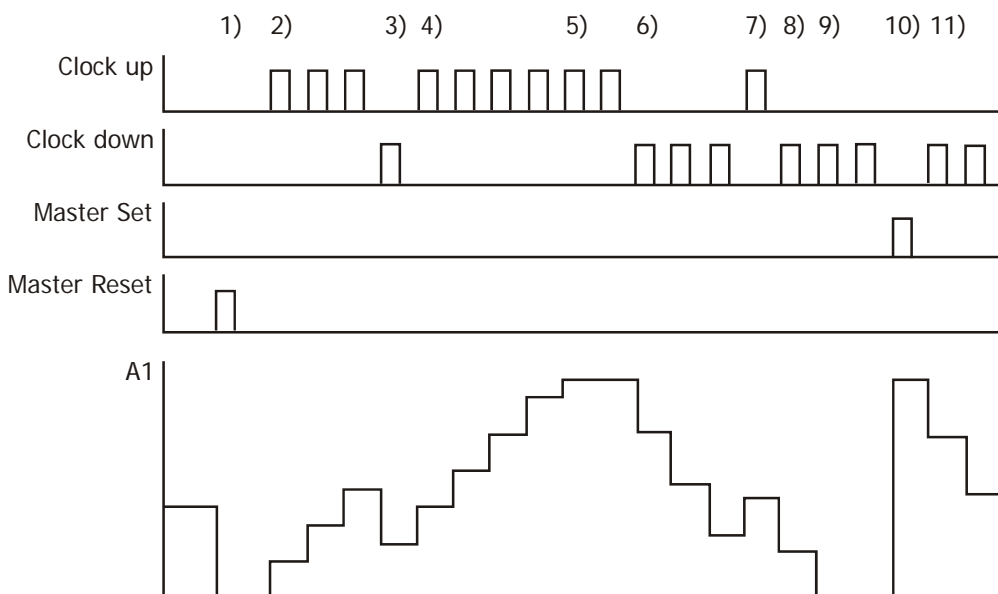 1) 2) 3) 4) 5) 6) 7) 8) 9) 10) 11)
Clock up
Clock down
Master Set
Master Reset
A1